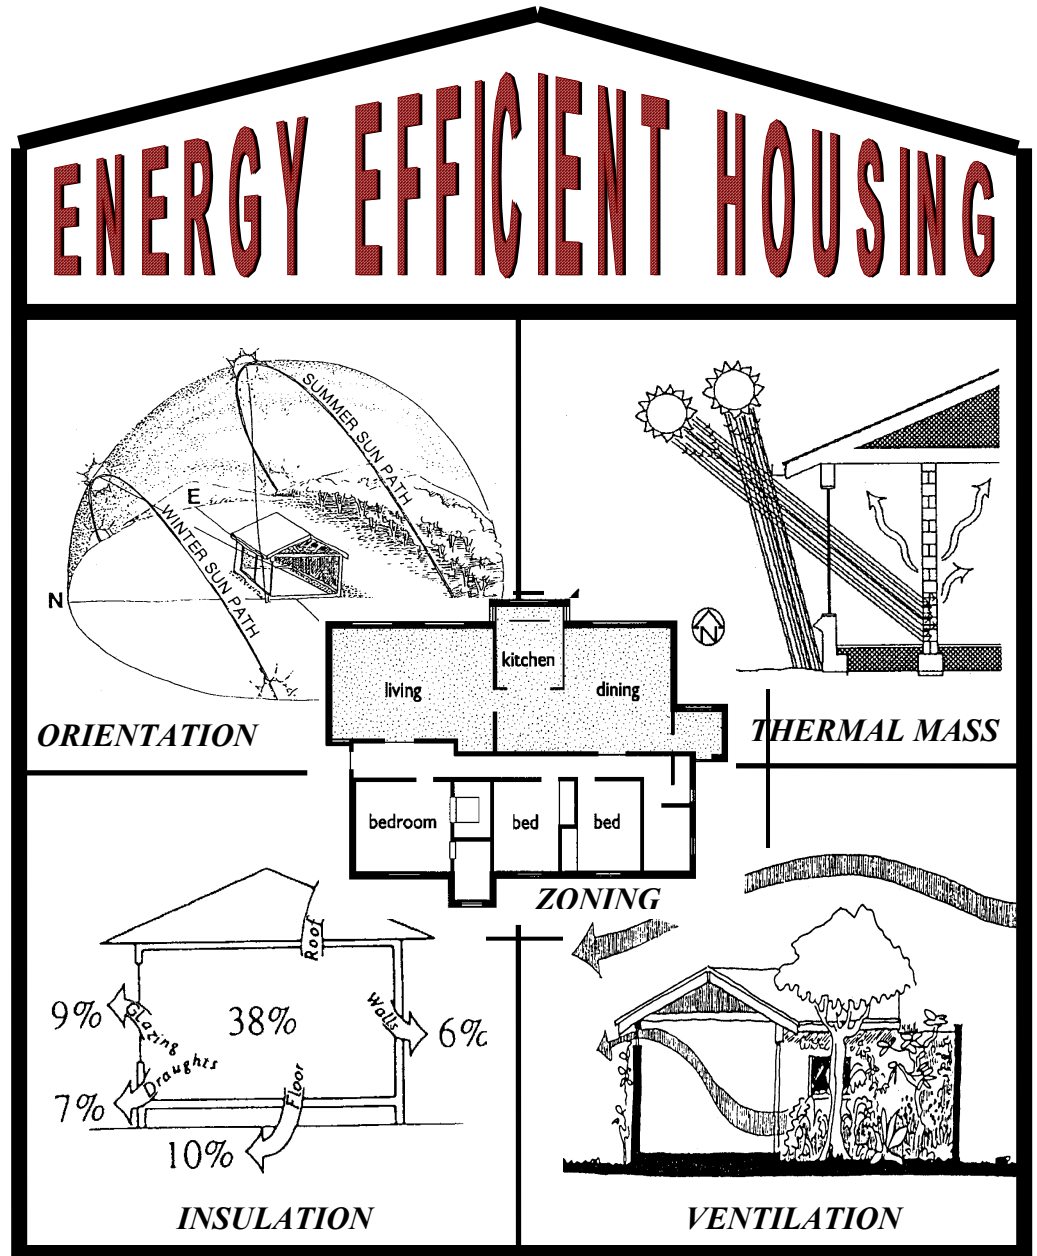 ENERGY EFFICIENT HOUSING
SUMMER SUN PATH
E
WINTER SUN PATH
N
ORIENTATION
N
THERMAL MASS
kitchen
living
dining
bedroom
bed
bed
ZONING
Roof
9%
Glazing
38%
Walls
6%
Draughts
7%
Floor
10%
INSULATION
VENTILATION